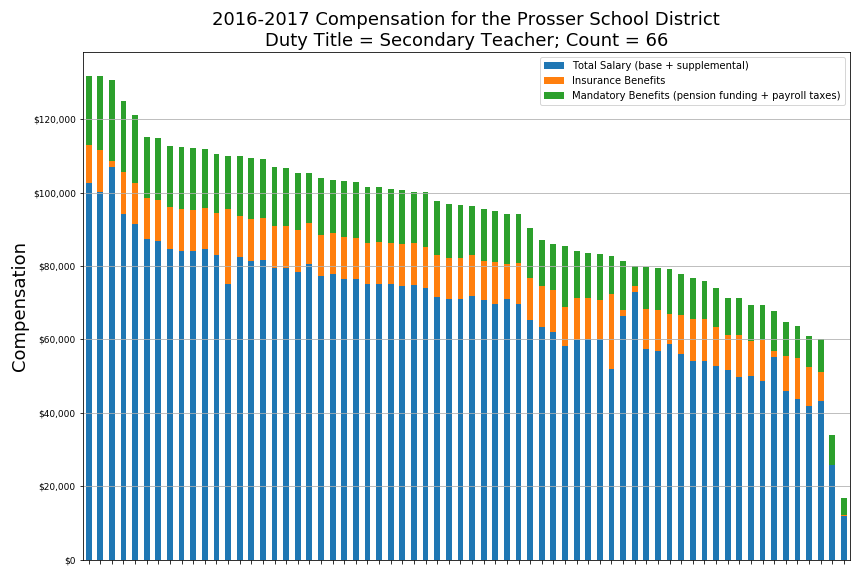 2016-2017 Compensation for the Prosser School District
Duty Title = Secondary Teacher; Count = 66
Total Salary (base + supplemental)
Insurance Benefits
Mandatory Benefits (pension funding + payroll taxes)
Compensation
$120,000
$100,000
$80,000
$60,000
$40,000
$20,000
$0